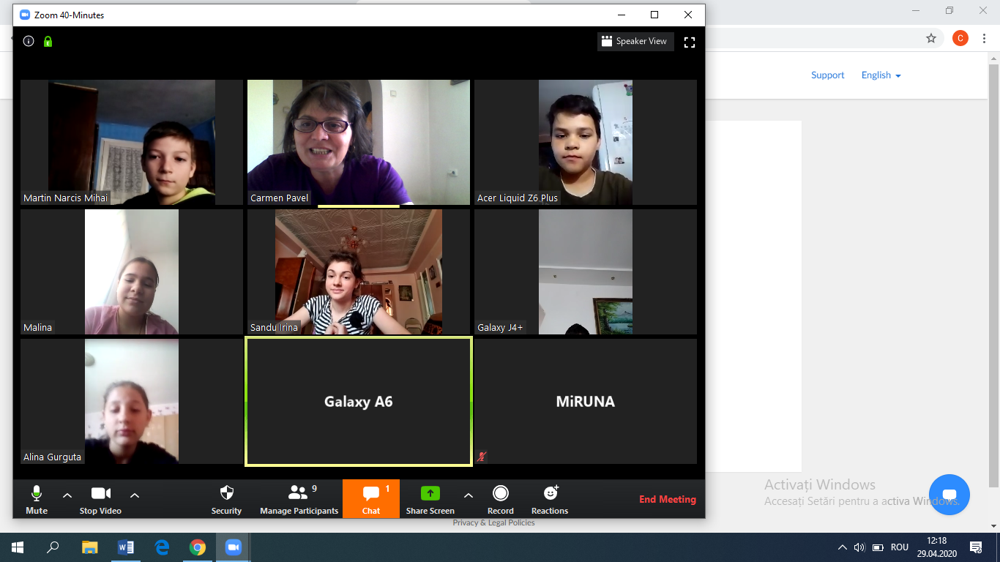 Zoom 40-Minutes
Speaker View
Support
English
Martin Narcis Mihai
Carmen Pavel
Acer Liquid Z6 Plus
Malina
Sandu Irina
Galaxy J4+
Alina Gurguta
Galaxy A6
MiRUNA
Mute
Stop Video
Security
9
Manage Participants
1
Chat
Share Screen
Record
Reactions
End Meeting
Activați Windows
Accesați Setări pentru a activa Windows.
Privacy & Legal Policies
ROU
12:18
29.04.2020
C